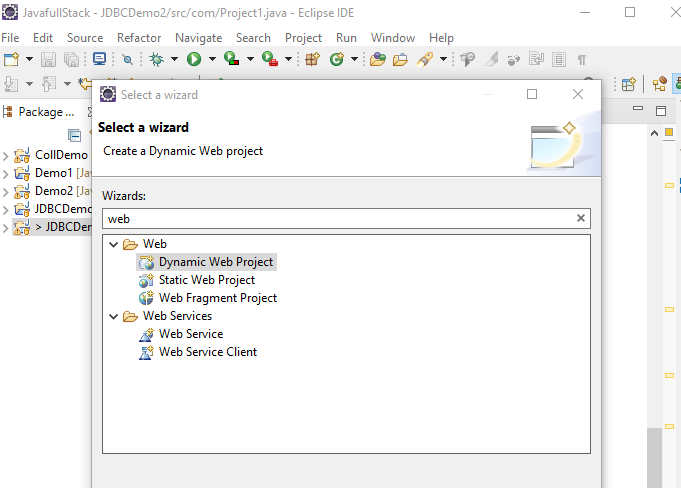 JavafullStack - JDBCDemo2/src/com/Project1.java - Eclipse IDE
File Edit Source Refactor Navigate Search Project Run Window Help
Package ...
CollDemo
Demo1 [Ja
Demo2 [Ja
JDBCDemo
> JDBCDem
Select a wizard
Select a wizard
Create a Dynamic Web project
Wizards:
web
Web
Dynamic Web Project
Static Web Project
Web Fragment Project
Web Services
Web Service
Web Service Client